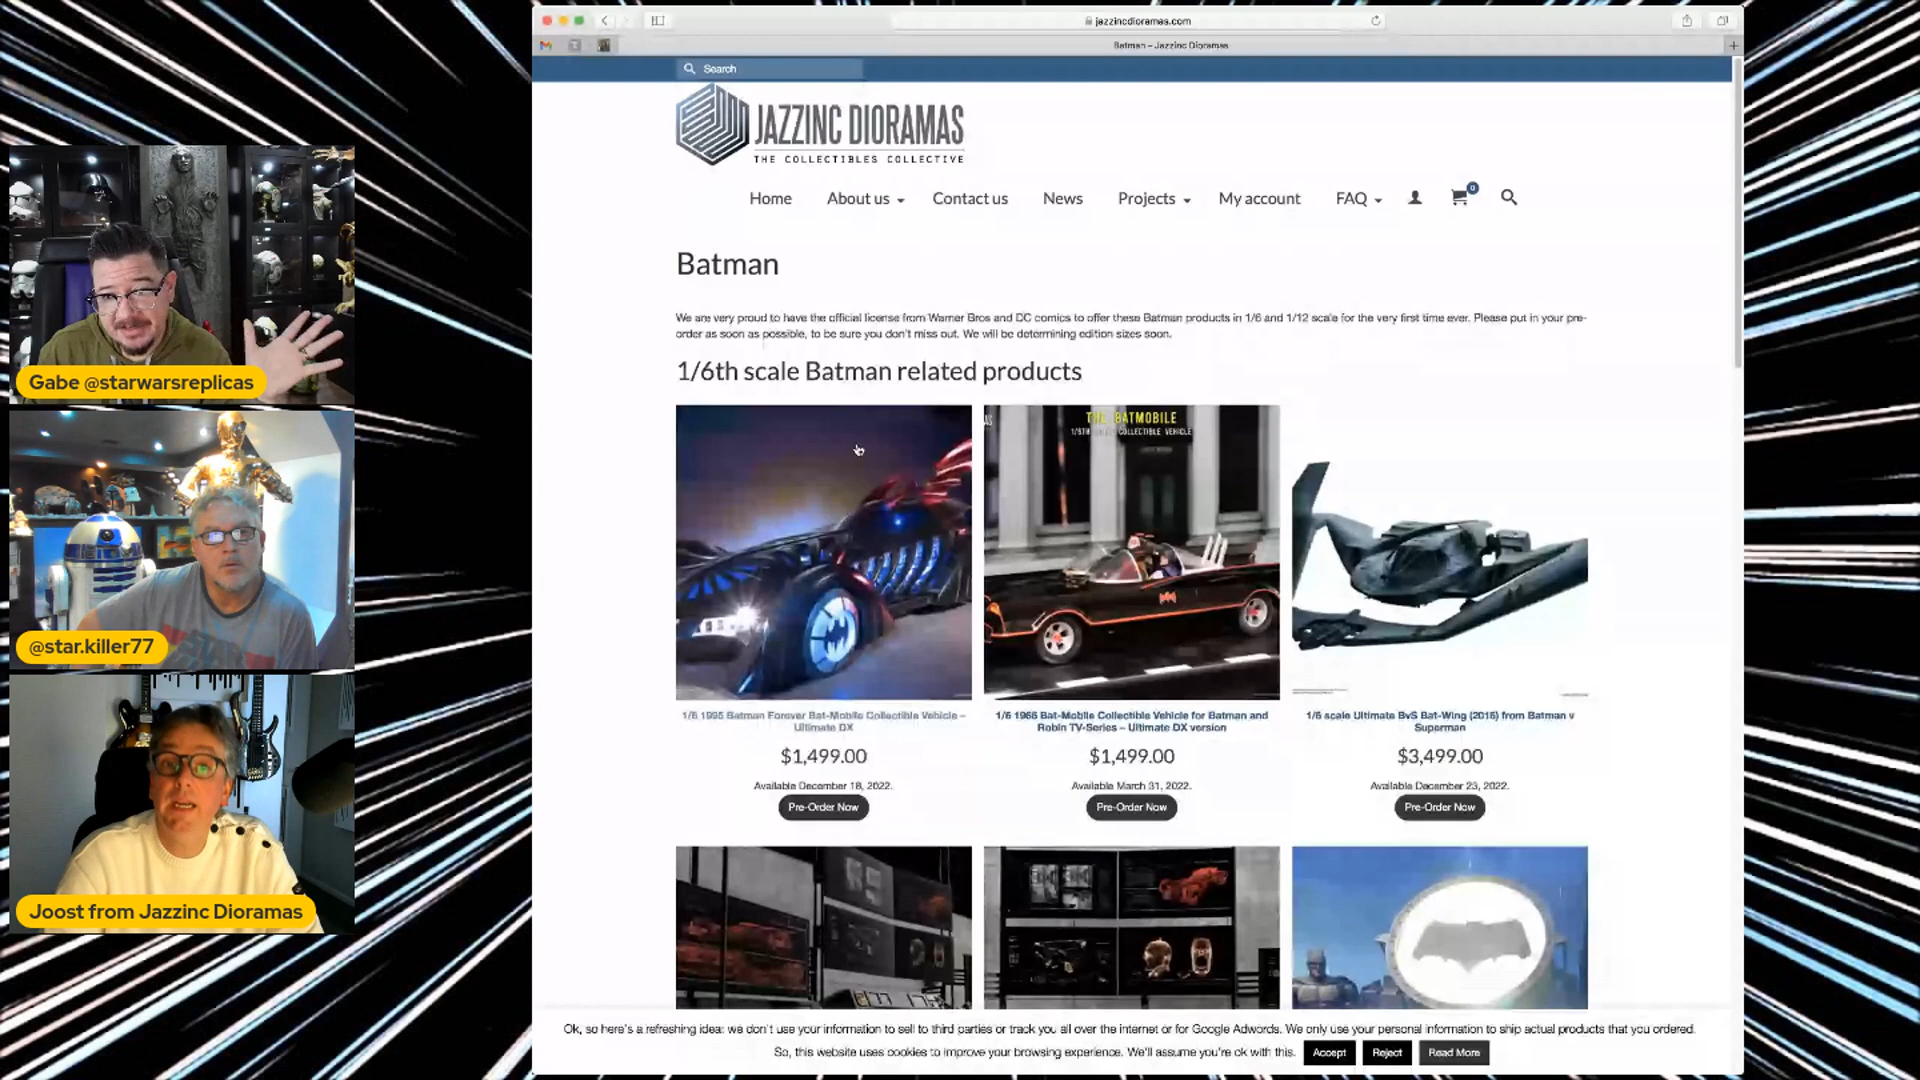 jazzincdioramas.com
Batman – Jazzinc Dioramas
Search
JAZZINC DIORAMAS
THE COLLECTIBLES COLLECTIVE
Home About us Contact us News Projects My account FAQ 0
Batman
We are very proud to have the official license from Warner Bros and DC comics to offer these Batman products in 1/6 and 1/12 scale for the very first time ever. Please put in your pre-
order as soon as possible, to be sure you don't miss out. We will be determining edition sizes soon.
1/6th scale Batman related products
THE BATMOBILE
COLLECTIBLE VEHICLE
1/6 1995 Batman Forever Bat-Mobile Collectible Vehicle –
Ultimate DX
$1,499.00
Available December 18, 2022.
Pre-Order Now
1/6 1966 Bat-Mobile Collectible Vehicle for Batman and
Robin TV-Series – Ultimate DX version
$1,499.00
Available March 31, 2022.
Pre-Order Now
1/6 scale Ultimate BvS Bat-Wing (2016) from Batman v
Superman
$3,499.00
Available December 23, 2022.
Pre-Order Now
Ok, so here's a refreshing idea: we don't use your information to sell to third parties or track you all over the internet or for Google Adwords. We only use your personal information to ship actual products that you ordered.
So, this website uses cookies to improve your browsing experience. We'll assume you're ok with this. Accept Reject Read More
Gabe @starwarsreplicas
@star.killer77
Joost from Jazzinc Dioramas